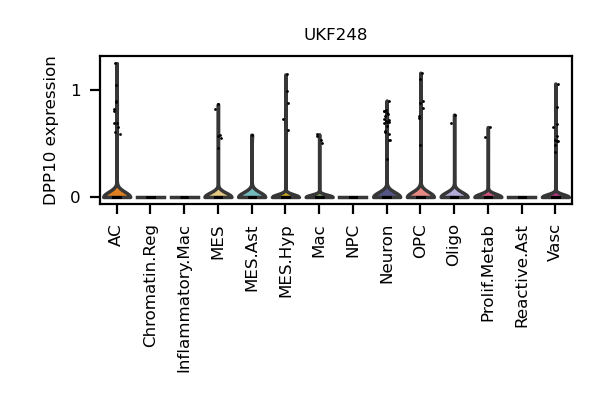 UKF248
DPP10 expression
1
0
AC
Chromatin.Reg
Inflammatory.Mac
MES
MES.Ast
MES.Hyp
Mac
NPC
Neuron
OPC
Oligo
Prolif.Metab
Reactive.Ast
Vasc